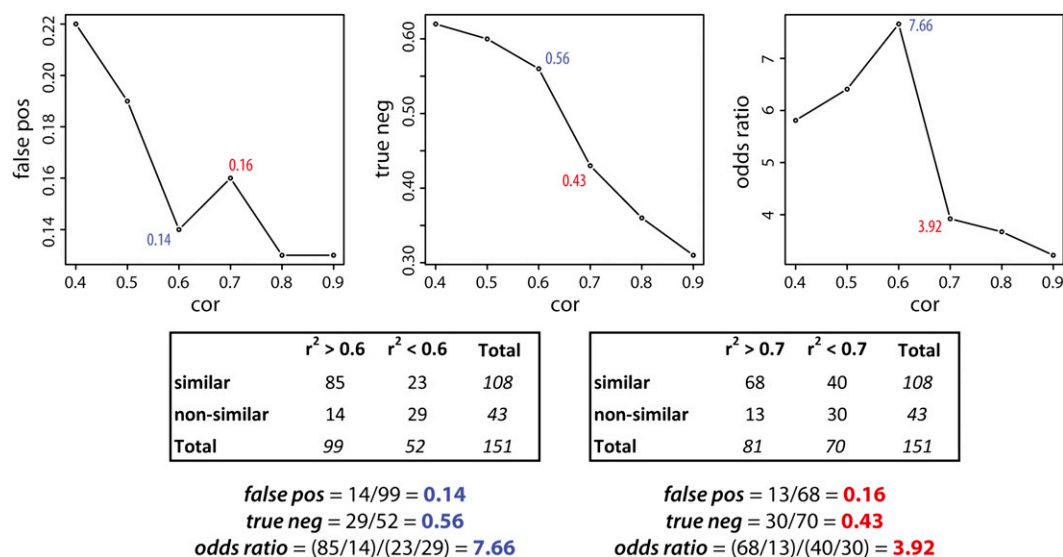 false pos
0.22
0.20
0.18
0.16
0.14
0.16
0.14
0.4 0.5 0.6 0.7 0.8 0.9
cor
true neg
0.60
0.50
0.40
0.30
0.56
0.43
0.4 0.5 0.6 0.7 0.8 0.9
cor
odds ratio
7
6
5
4
7.66
3.92
0.4 0.5 0.6 0.7 0.8 0.9
cor
r² > 0.6 r² < 0.6 Total
similar 85 23 108
non-similar 14 29 43
Total 99 52 151
r² > 0.7 r² < 0.7 Total
similar 68 40 108
non-similar 13 30 43
Total 81 70 151
false pos = 14/99 = 0.14
true neg = 29/52 = 0.56
odds ratio = (85/14)/(23/29) = 7.66
false pos = 13/68 = 0.16
true neg = 30/70 = 0.43
odds ratio = (68/13)/(40/30) = 3.92